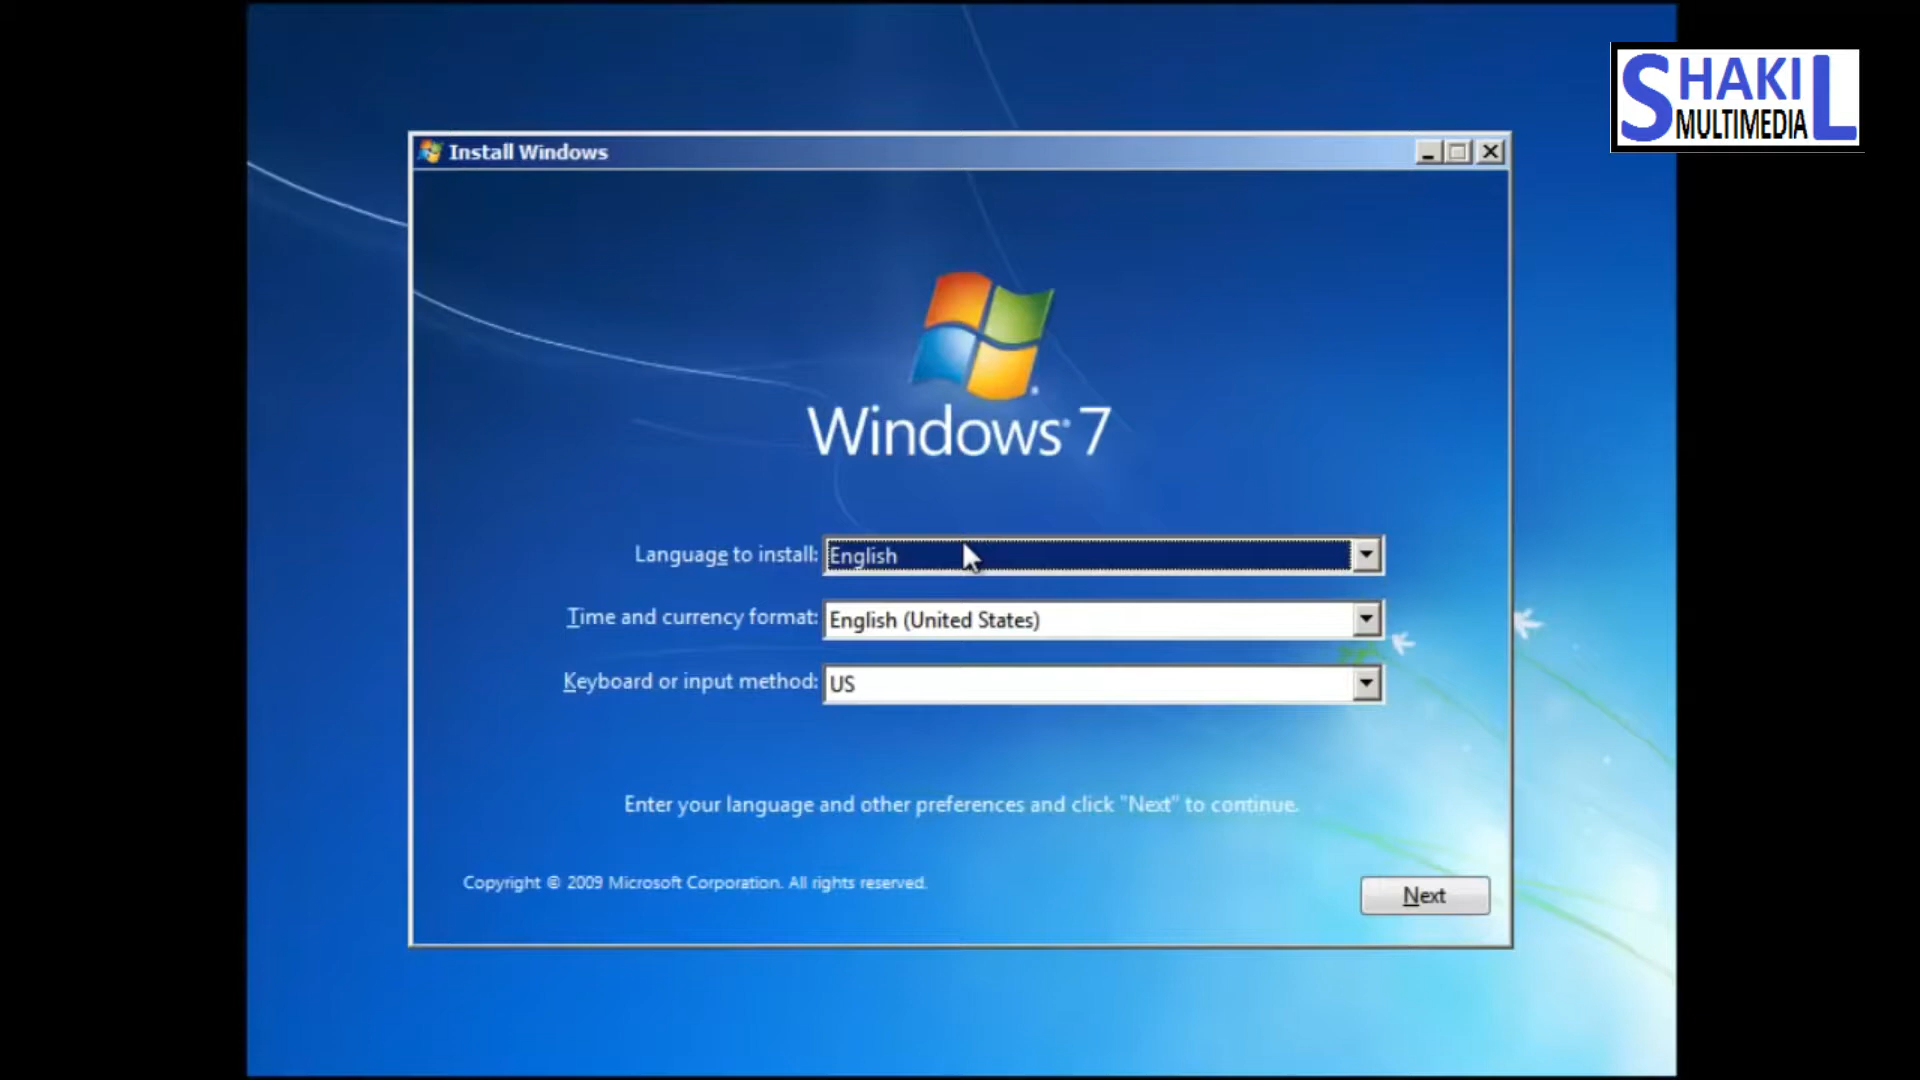 SHAKIL
MULTIMEDIA
Install Windows
Windows® 7
Language to install: English
Time and currency format: English (United States)
Keyboard or input method: US
Enter your language and other preferences and click "Next" to continue.
Copyright © 2009 Microsoft Corporation. All rights reserved.
Next